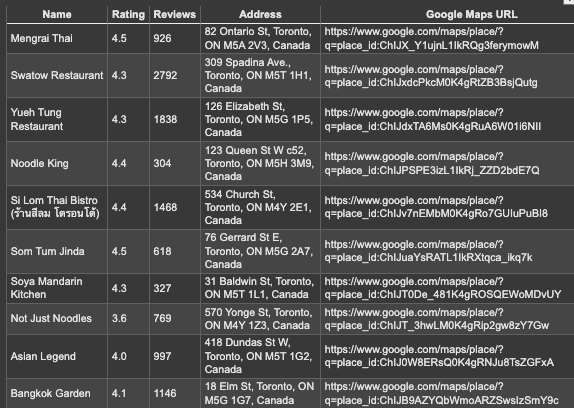 Name Rating Reviews Address Google Maps URL
Mengrai Thai 4.5 926 82 Ontario St, Toronto, ON M5A 2V3, Canada https://www.google.com/maps/place/?q=place_id:ChIJX_Y1ujnL1IkRQg3ferymowM
Swatow Restaurant 4.3 2792 309 Spadina Ave., Toronto, ON M5T 1H1, Canada https://www.google.com/maps/place/?q=place_id:ChIJxdcPkcM0K4gRtZB3BsjQutg
Yueh Tung Restaurant 4.3 1838 126 Elizabeth St, Toronto, ON M5G 1P5, Canada https://www.google.com/maps/place/?q=place_id:ChIJdxTA6Ms0K4gRuA6W01i6NII
Noodle King 4.4 304 123 Queen St W c52, Toronto, ON M5H 3M9, Canada https://www.google.com/maps/place/?q=place_id:ChIJPSPE3izL1IkRj_ZZD2bdE7Q
Si Lom Thai Bistro (ร้านสีลม โตรอนโต้) 4.4 1468 534 Church St, Toronto, ON M4Y 2E1, Canada https://www.google.com/maps/place/?q=place_id:ChIJv7nEMbM0K4gRo7GUIuPuBI8
Som Tum Jinda 4.5 618 76 Gerrard St E, Toronto, ON M5G 2A7, Canada https://www.google.com/maps/place/?q=place_id:ChIJuaYsRATL1IkRXtqca_ikq7k
Soya Mandarin Kitchen 4.3 327 31 Baldwin St, Toronto, ON M5T 1L1, Canada https://www.google.com/maps/place/?q=place_id:ChIJT0De_481K4gROSQEWoMDvUY
Not Just Noodles 3.6 769 570 Yonge St, Toronto, ON M4Y 1Z3, Canada https://www.google.com/maps/place/?q=place_id:ChIJT_3hwLM0K4gRip2gw8zY7Gw
Asian Legend 4.0 997 418 Dundas St W, Toronto, ON M5T 1G2, Canada https://www.google.com/maps/place/?q=place_id:ChIJ0W8ERsQ0K4gRNJu8TsZGFxA
Bangkok Garden 4.1 1146 18 Elm St, Toronto, ON M5G 1G7, Canada https://www.google.com/maps/place/?q=place_id:ChIJB9AZYQbWmoARZSwsIzSmY9c